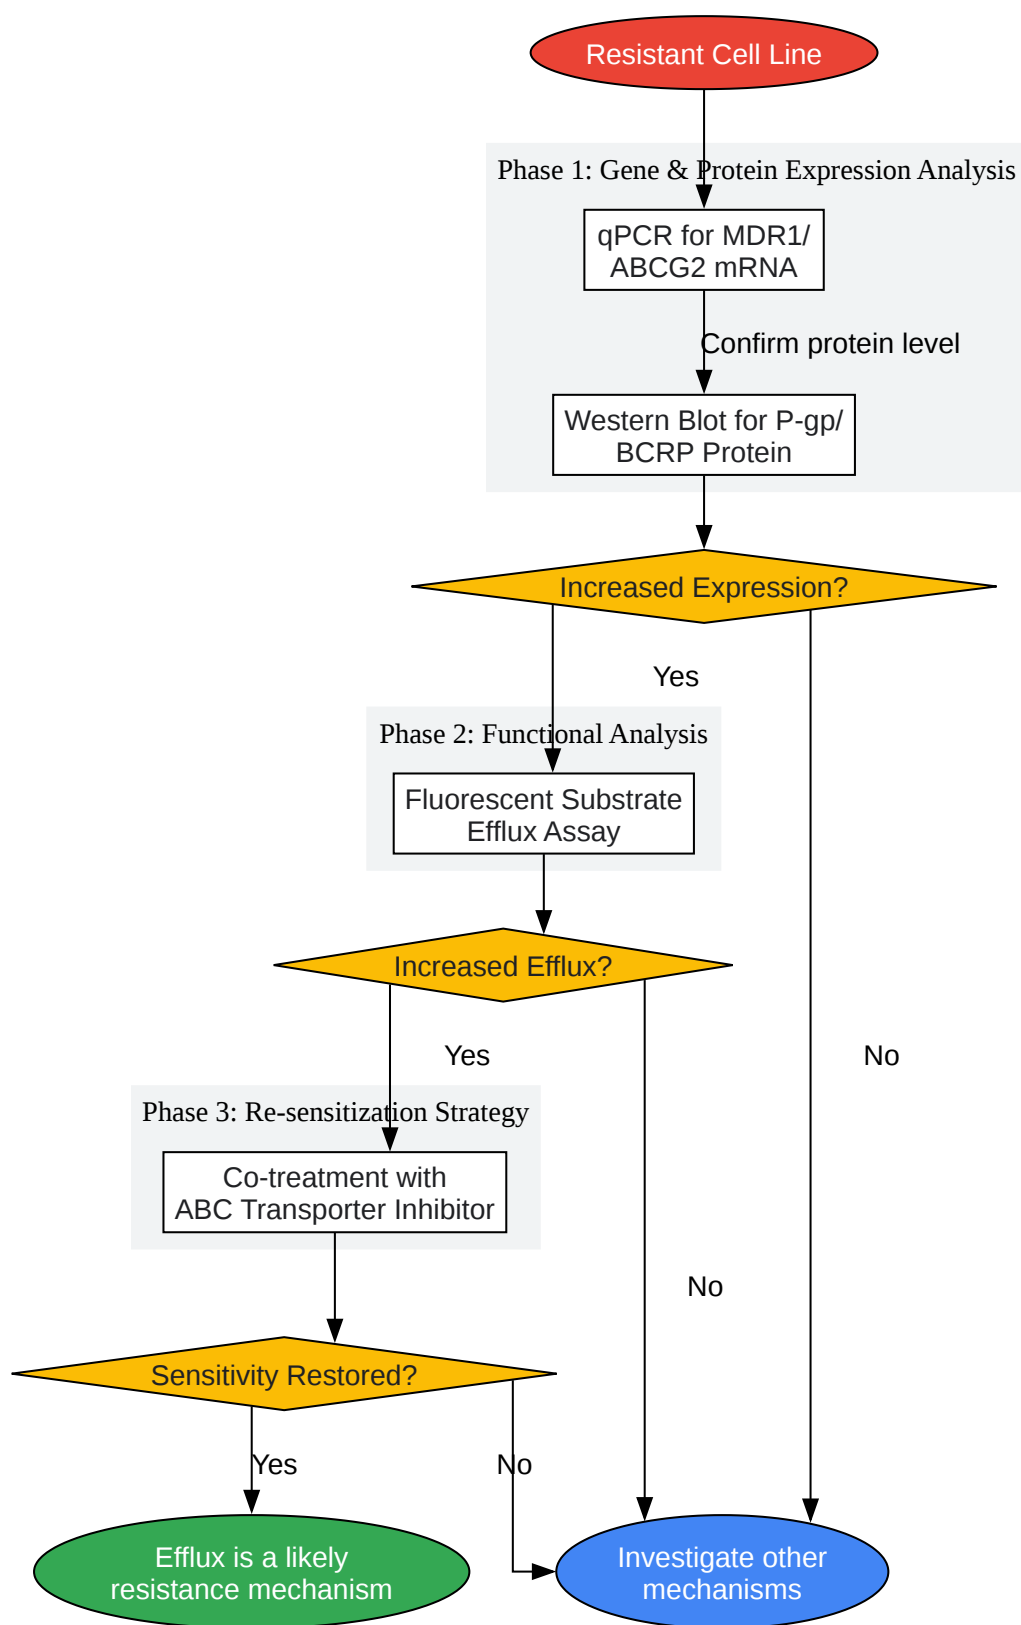 Resistant Cell Line
Phase 1: Gene & Protein Expression Analysis
qPCR for MDR1/
ABCG2 mRNA
Confirm protein level
Western Blot for P-gp/
BCRP Protein
Increased Expression?
Yes
Phase 2: Functional Analysis
Fluorescent Substrate
Efflux Assay
Increased Efflux?
Yes
No
Phase 3: Re-sensitization Strategy
Co-treatment with
ABC Transporter Inhibitor
No
Sensitivity Restored?
Yes
No
Efflux is a likely
resistance mechanism
Investigate other
mechanisms